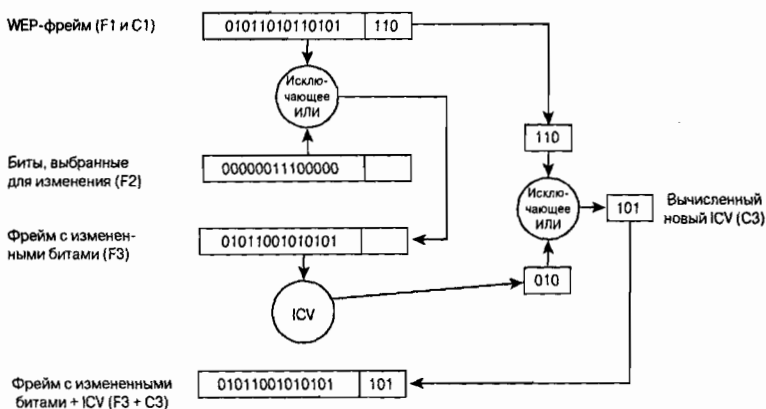 WEP-фрейм (F1 и C1)
01011010110101
110
Исклю-
чающее
ИЛИ
110
Биты, выбранные
для изменения (F2)
00000011100000
Исклю-
чающее
ИЛИ
101
Вычисленный
новый ICV (C3)
Фрейм с изменен-
ными битами (F3)
01011001010101
010
ICV
Фрейм с измененными
битами + ICV (F3 + C3)
01011001010101
101